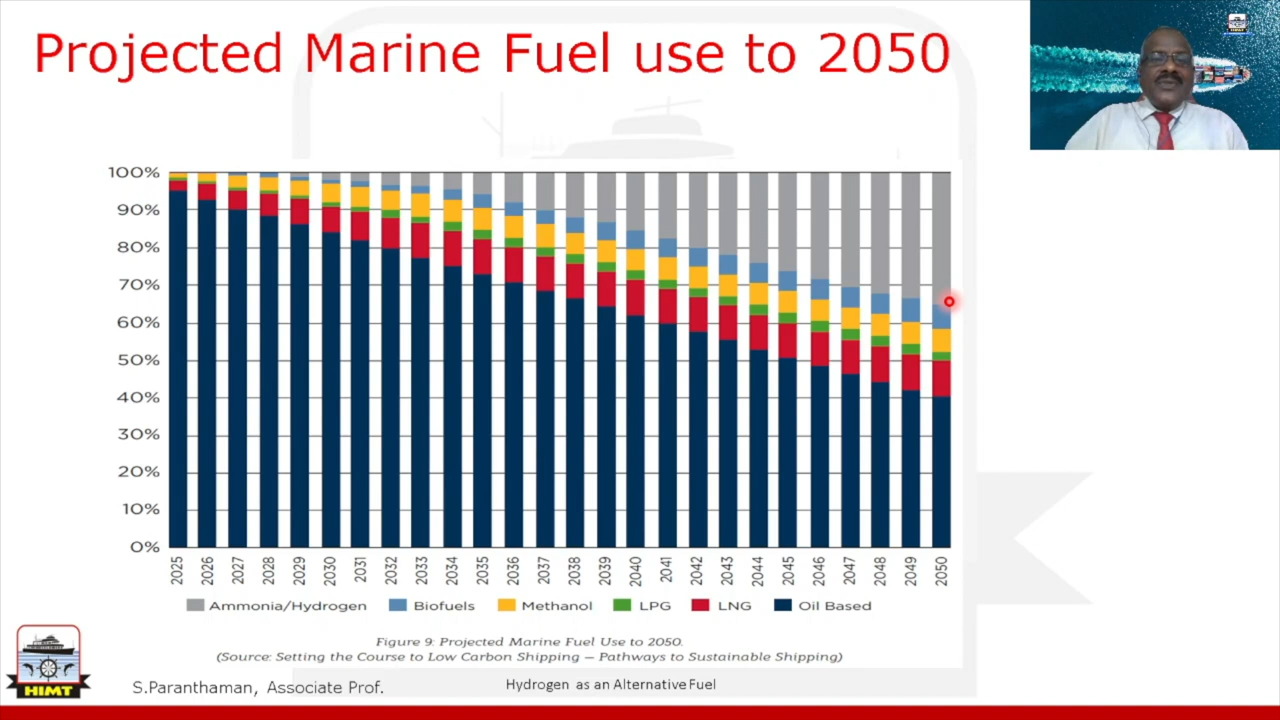 Projected Marine Fuel use to 2050
HIMT
100%
90%
80%
70%
60%
50%
40%
30%
20%
10%
0%
2025 2026 2027 2028 2029 2030 2031 2032 2033 2034 2035 2036 2037 2038 2039 2040 2041 2042 2043 2044 2045 2046 2047 2048 2049 2050
Ammonia/Hydrogen Biofuels Methanol LPG LNG Oil Based
Figure 9: Projected Marine Fuel Use to 2050.
(Source: Setting the Course to Low Carbon Shipping – Pathways to Sustainable Shipping)
HIMT
S.Paranthaman, Associate Prof.
Hydrogen as an Alternative Fuel